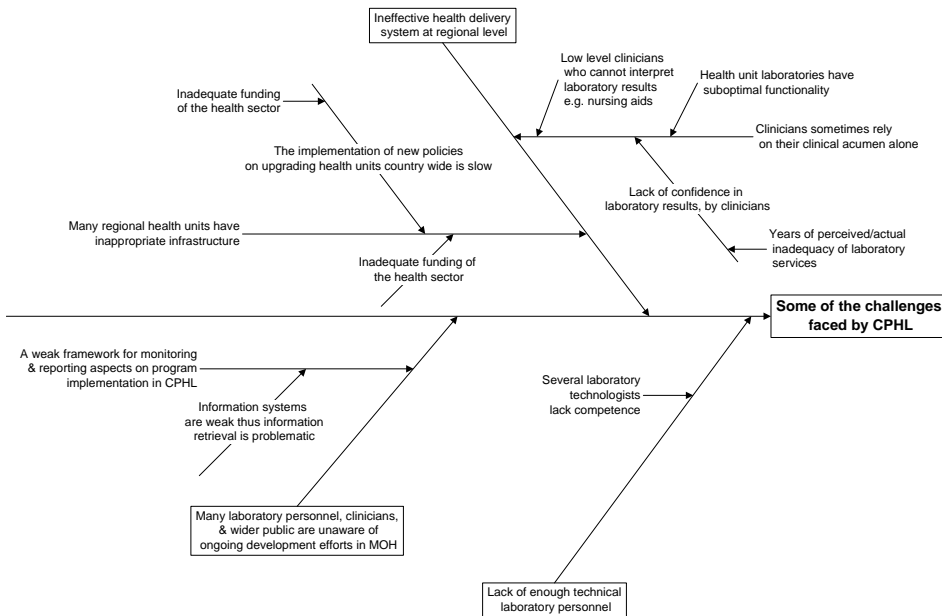 Ineffective health delivery
system at regional level
Low level clinicians
who cannot interpret
laboratory results
e.g. nursing aids
Health unit laboratories have
suboptimal functionality
Inadequate funding
of the health sector
Clinicians sometimes rely
on their clinical acumen alone
The implementation of new policies
on upgrading health units country wide is slow
Lack of confidence in
laboratory results, by clinicians
Many regional health units have
inappropriate infrastructure
Years of perceived/actual
inadequacy of laboratory
services
Inadequate funding of
the health sector
Some of the challenges
faced by CPHL
A weak framework for monitoring
& reporting aspects on program
implementation in CPHL
Several laboratory
technologists
lack competence
Information systems
are weak thus information
retrieval is problematic
Many laboratory personnel, clinicians,
& wider public are unaware of
ongoing development efforts in MOH
Lack of enough technical
laboratory personnel